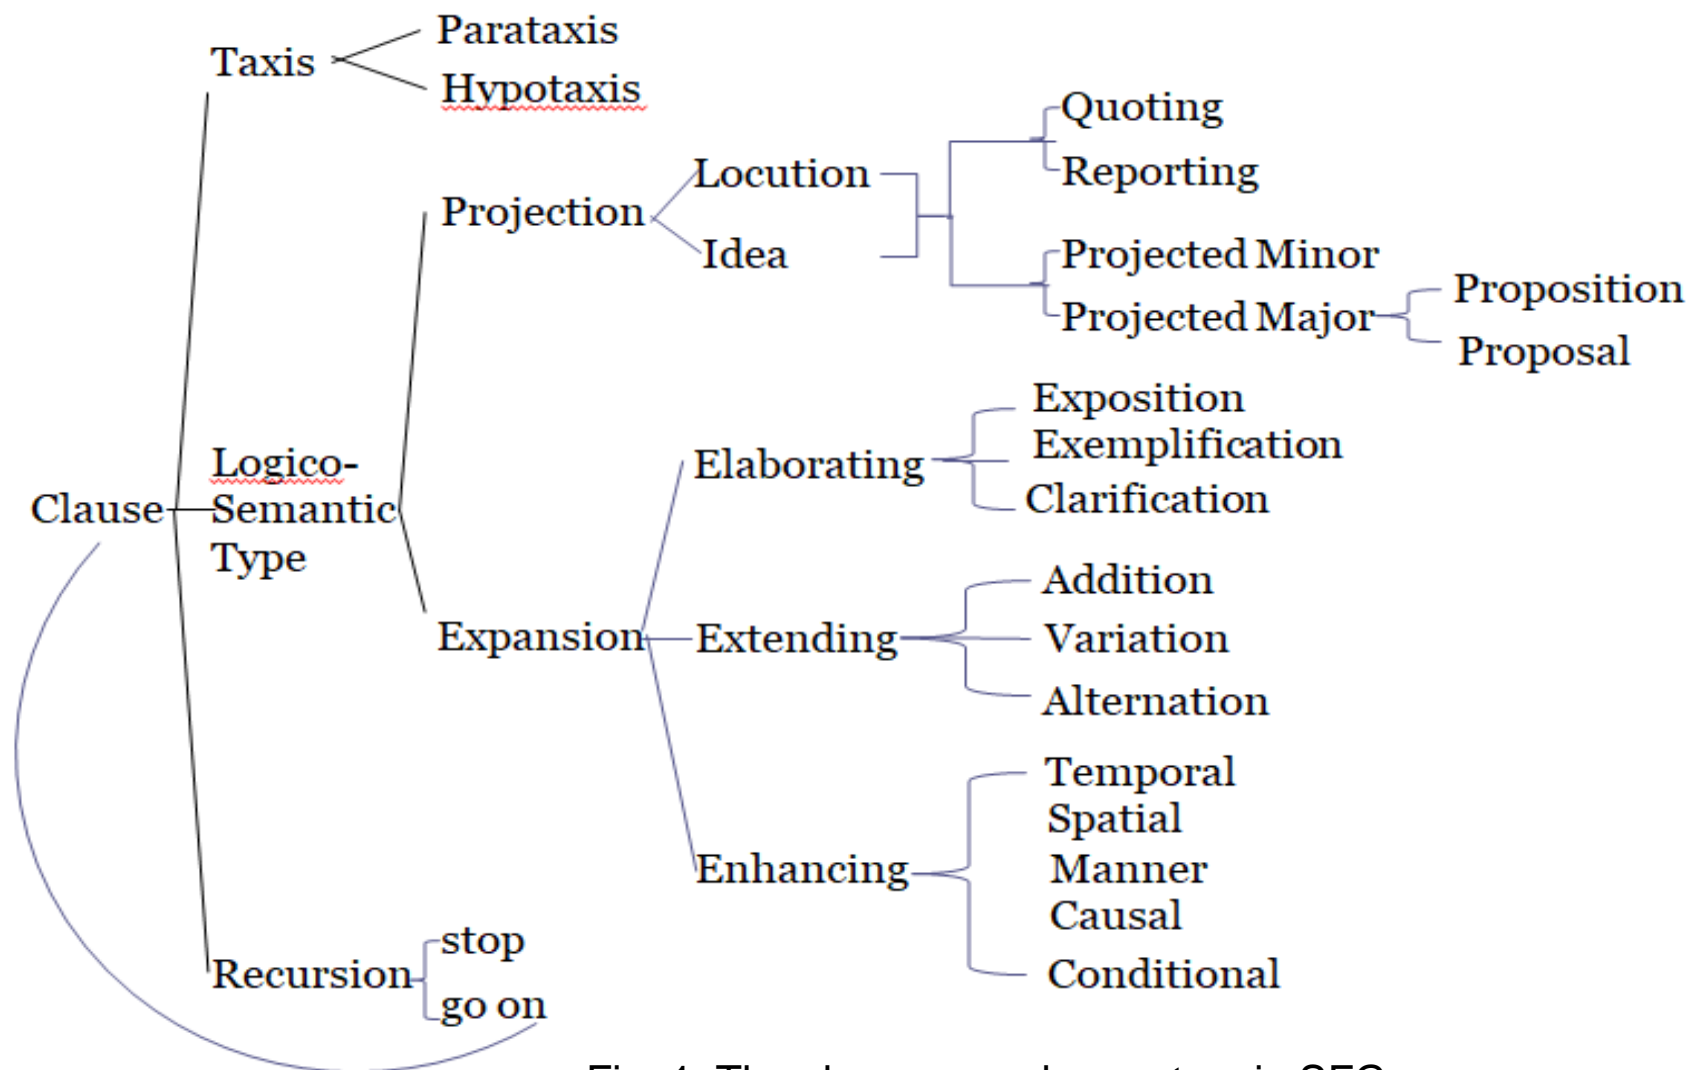 Taxis
Parataxis
Hypotaxis
Projection
Locution
Idea
Quoting
Reporting
Projected Minor
Projected Major
Proposition
Proposal
Clause
Logico-
Semantic
Type
Expansion
Elaborating
Exposition
Exemplification
Clarification
Extending
Addition
Variation
Alternation
Enhancing
Temporal
Spatial
Manner
Causal
Conditional
Recursion
stop
go on